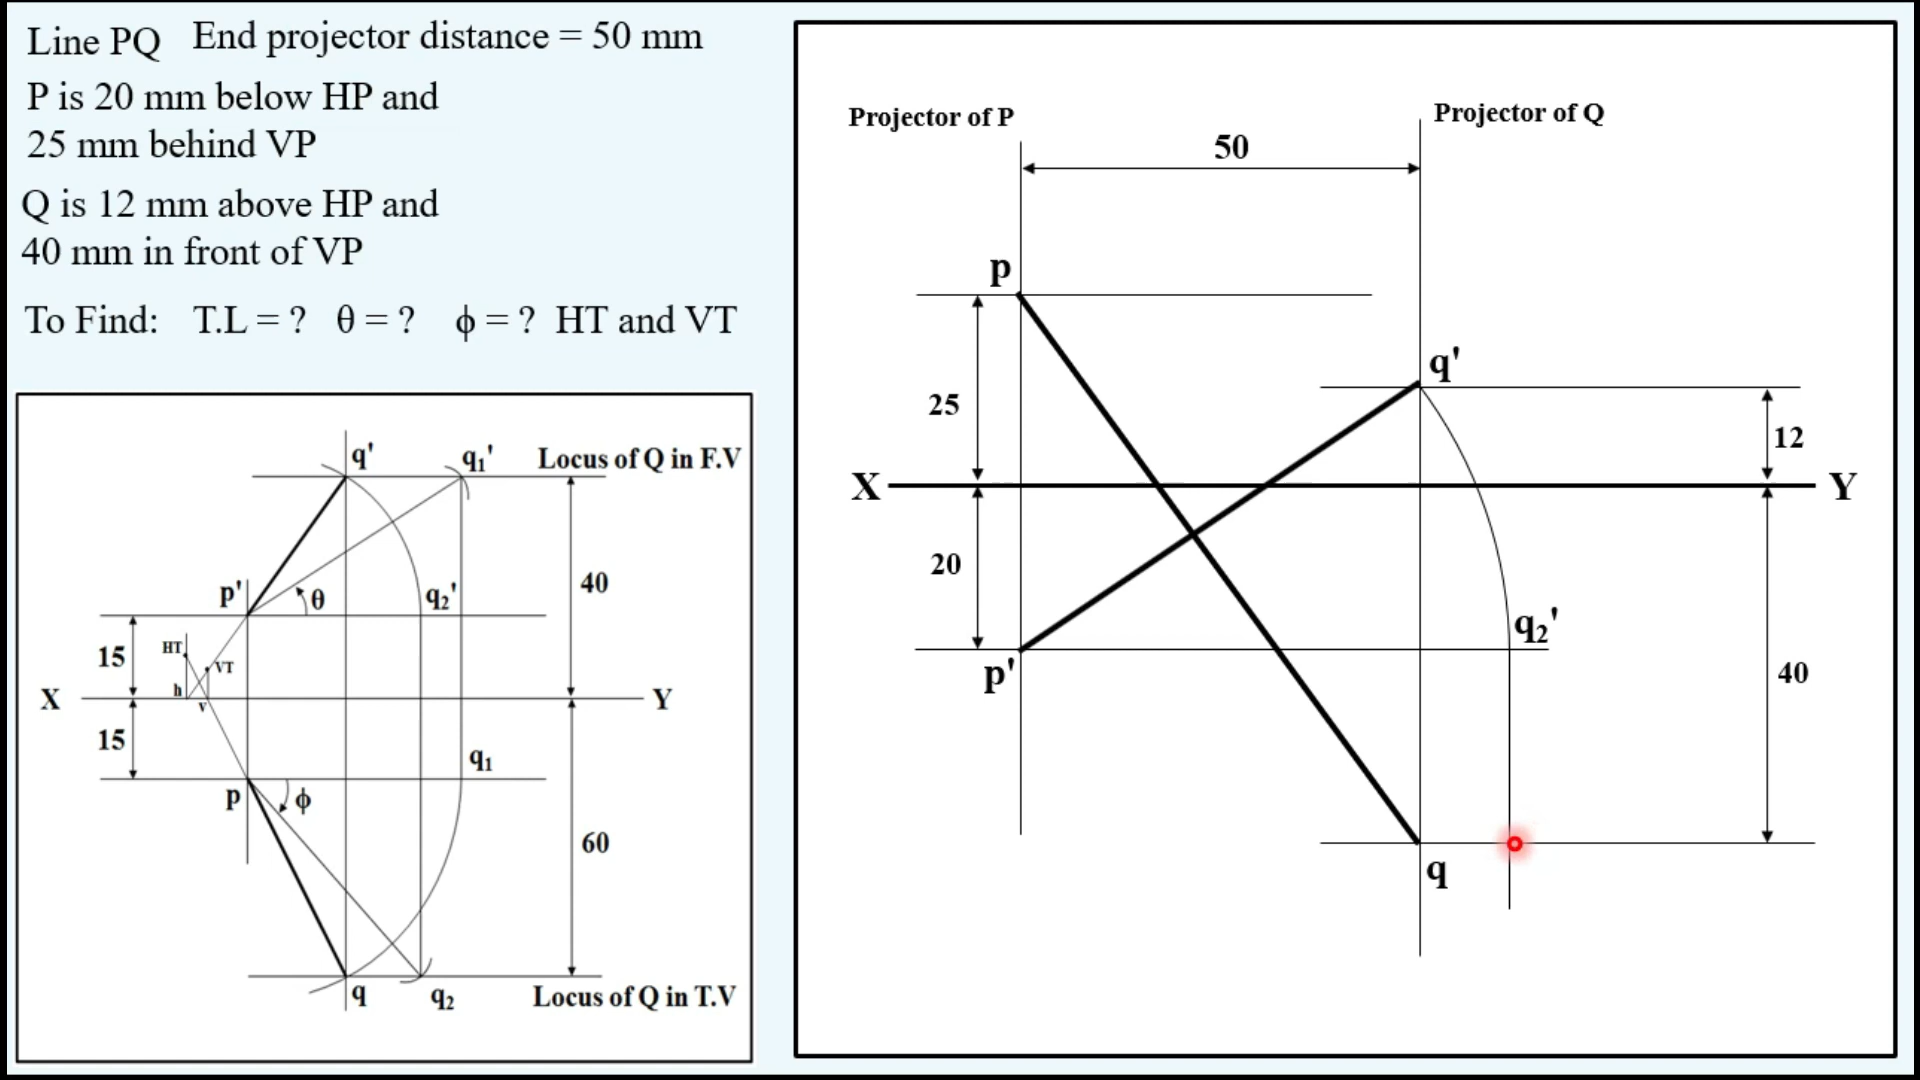 Line PQ End projector distance = 50 mm
P is 20 mm below HP and
25 mm behind VP
Q is 12 mm above HP and
40 mm in front of VP
To Find: T.L = ? θ = ? ϕ = ? HT and VT
q' q₁' Locus of Q in F.V
p' θ q₂' 40
15 HT VT
X h v Y
15 q₁
p ϕ
60
q q₂ Locus of Q in T.V
Projector of P Projector of Q
50
p
q'
25
12
X Y
20
q₂'
p' 40
q